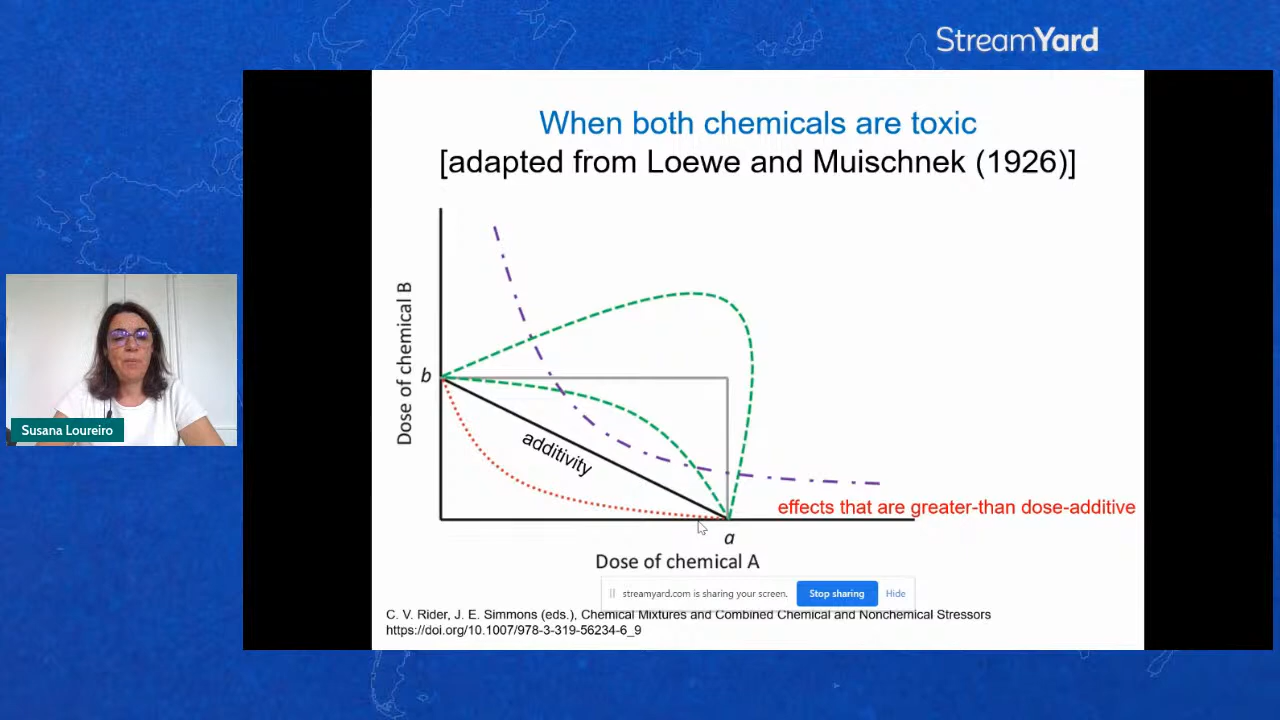 StreamYard
When both chemicals are toxic
[adapted from Loewe and Muischnek (1926)]
Dose of chemical B
b
additivity
effects that are greater-than dose-additive
a
Dose of chemical A
streamyard.com is sharing your screen.
Stop sharing
Hide
C. V. Rider, J. E. Simmons (eds.), Chemical Mixtures and Combined Chemical and Nonchemical Stressors
https://doi.org/10.1007/978-3-319-56234-6_9
Susana Loureiro